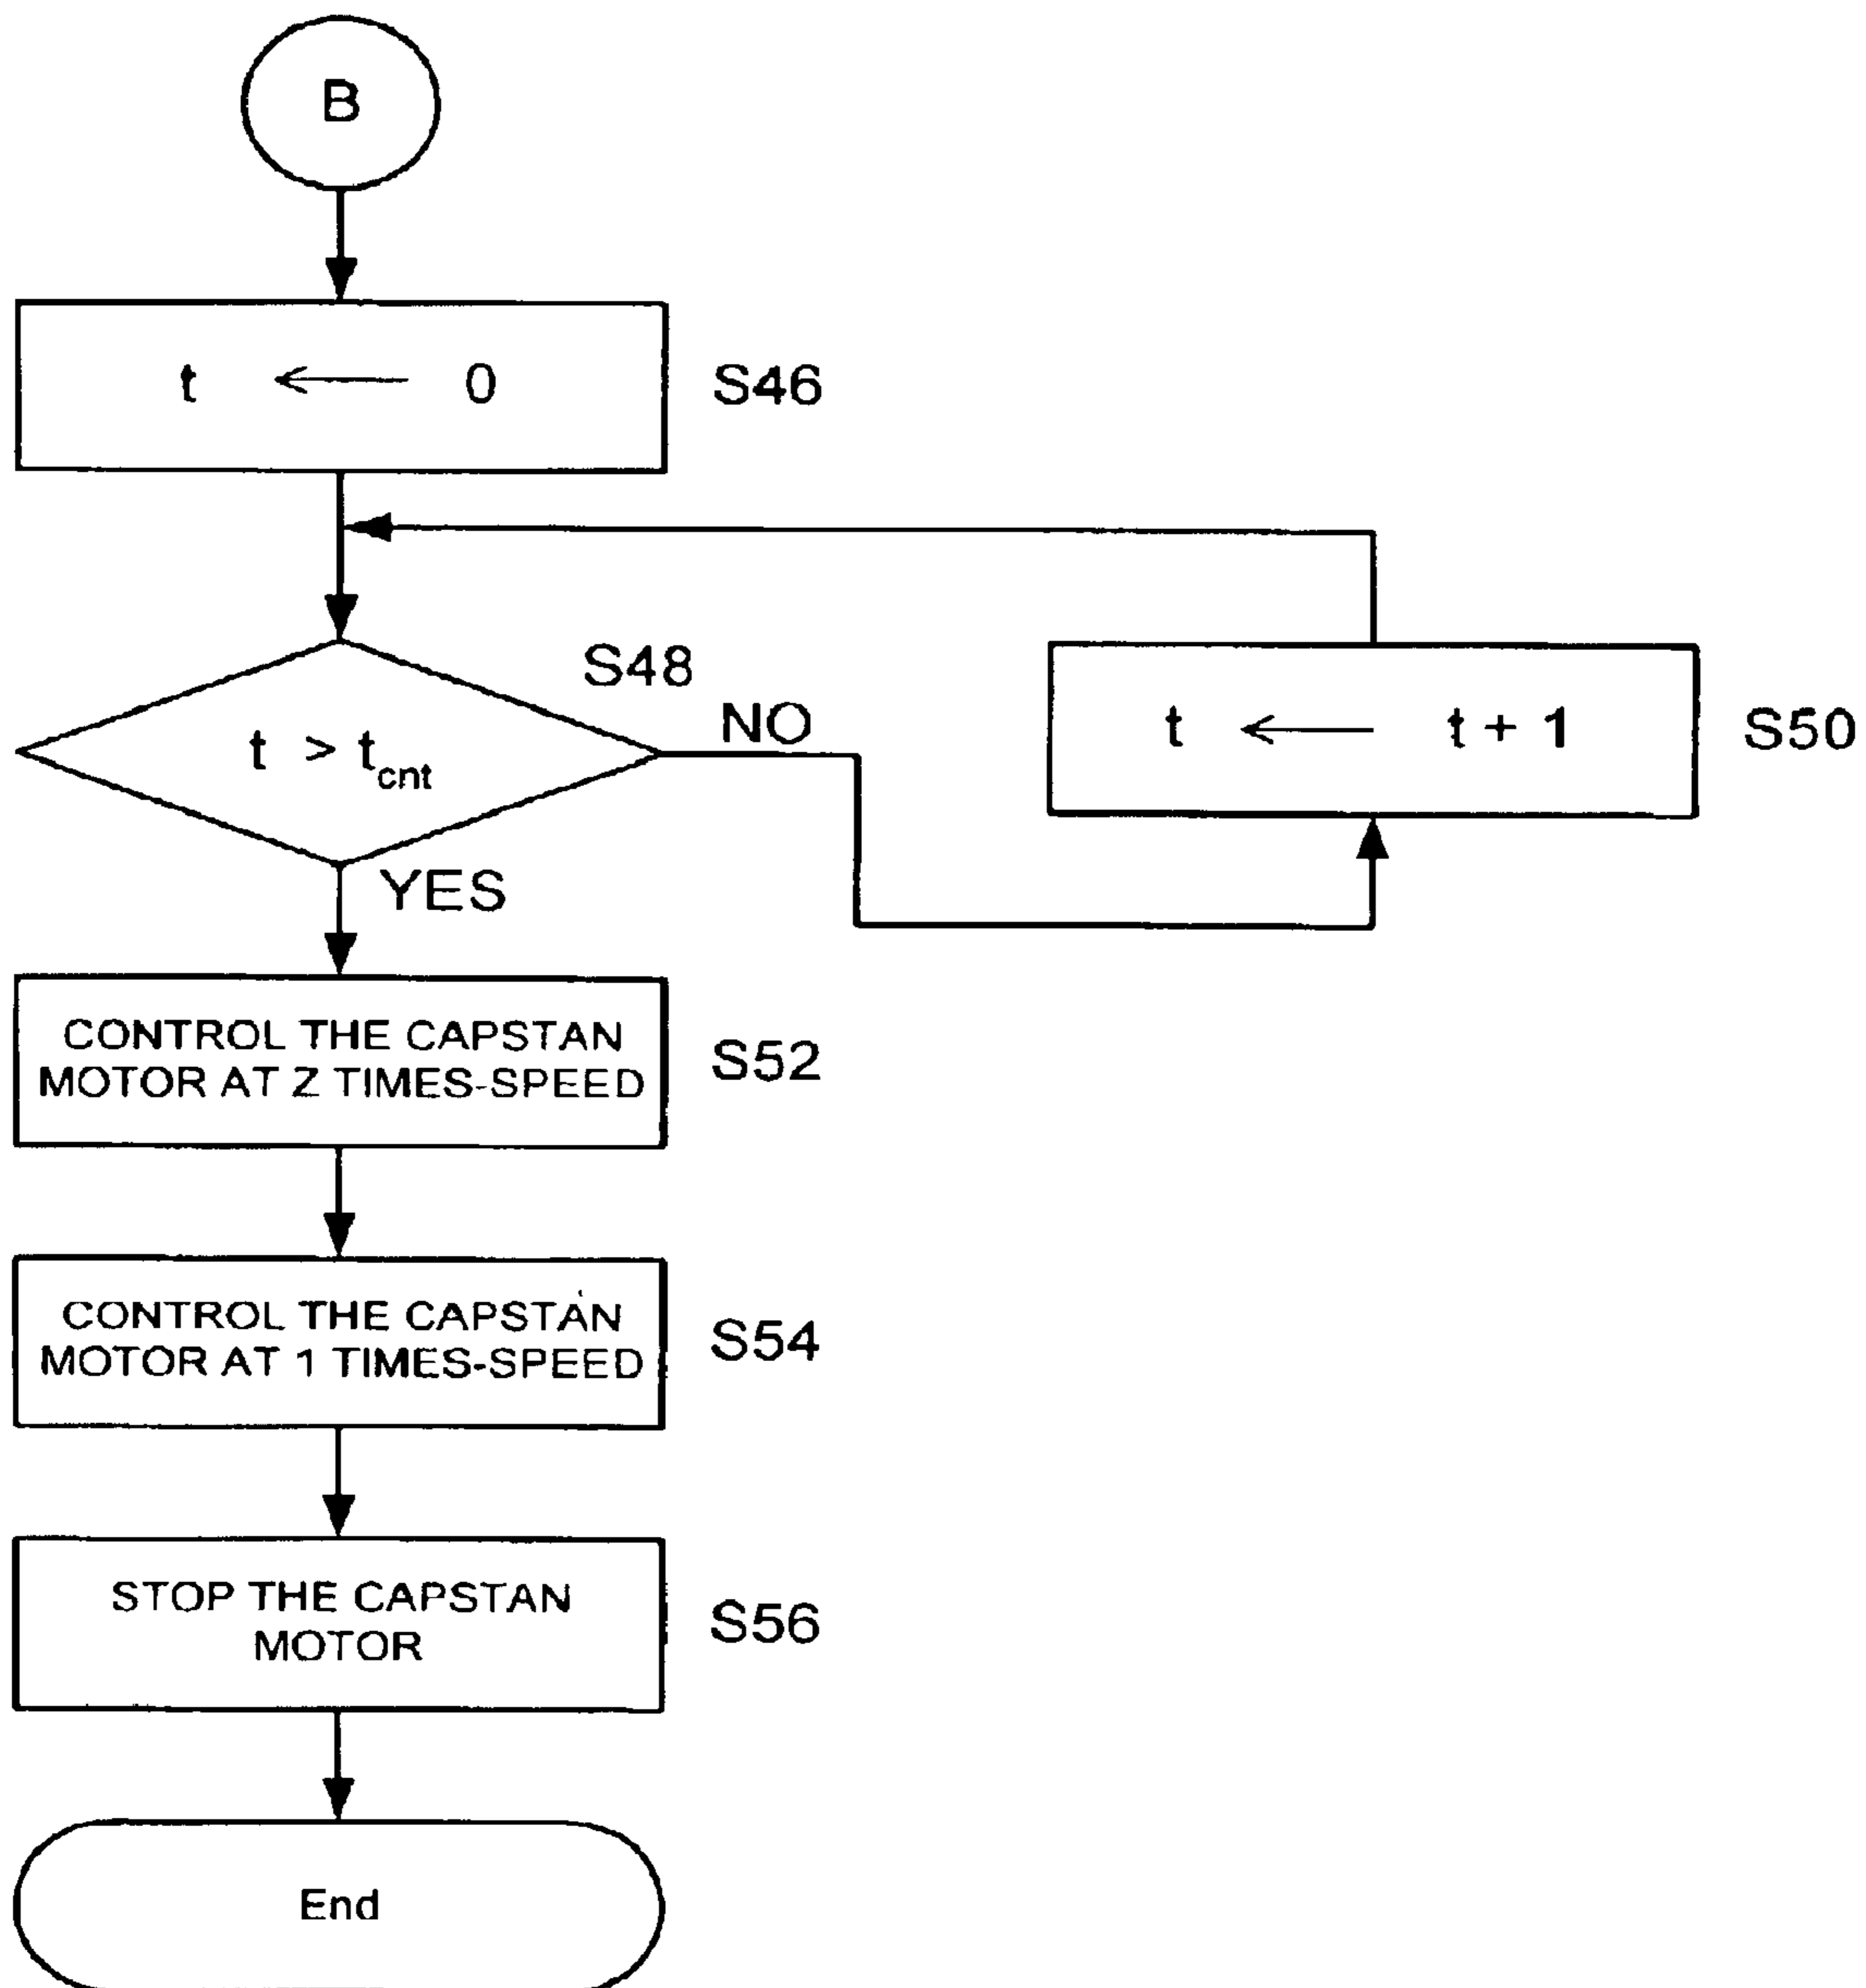 B
t ← 0
S46
S48
t > tcnt
NO
t ← t + 1
S50
YES
CONTROL THE CAPSTAN
MOTOR AT Z TIMES-SPEED
S52
CONTROL THE CAPSTAN
MOTOR AT 1 TIMES-SPEED
S54
STOP THE CAPSTAN
MOTOR
S56
End